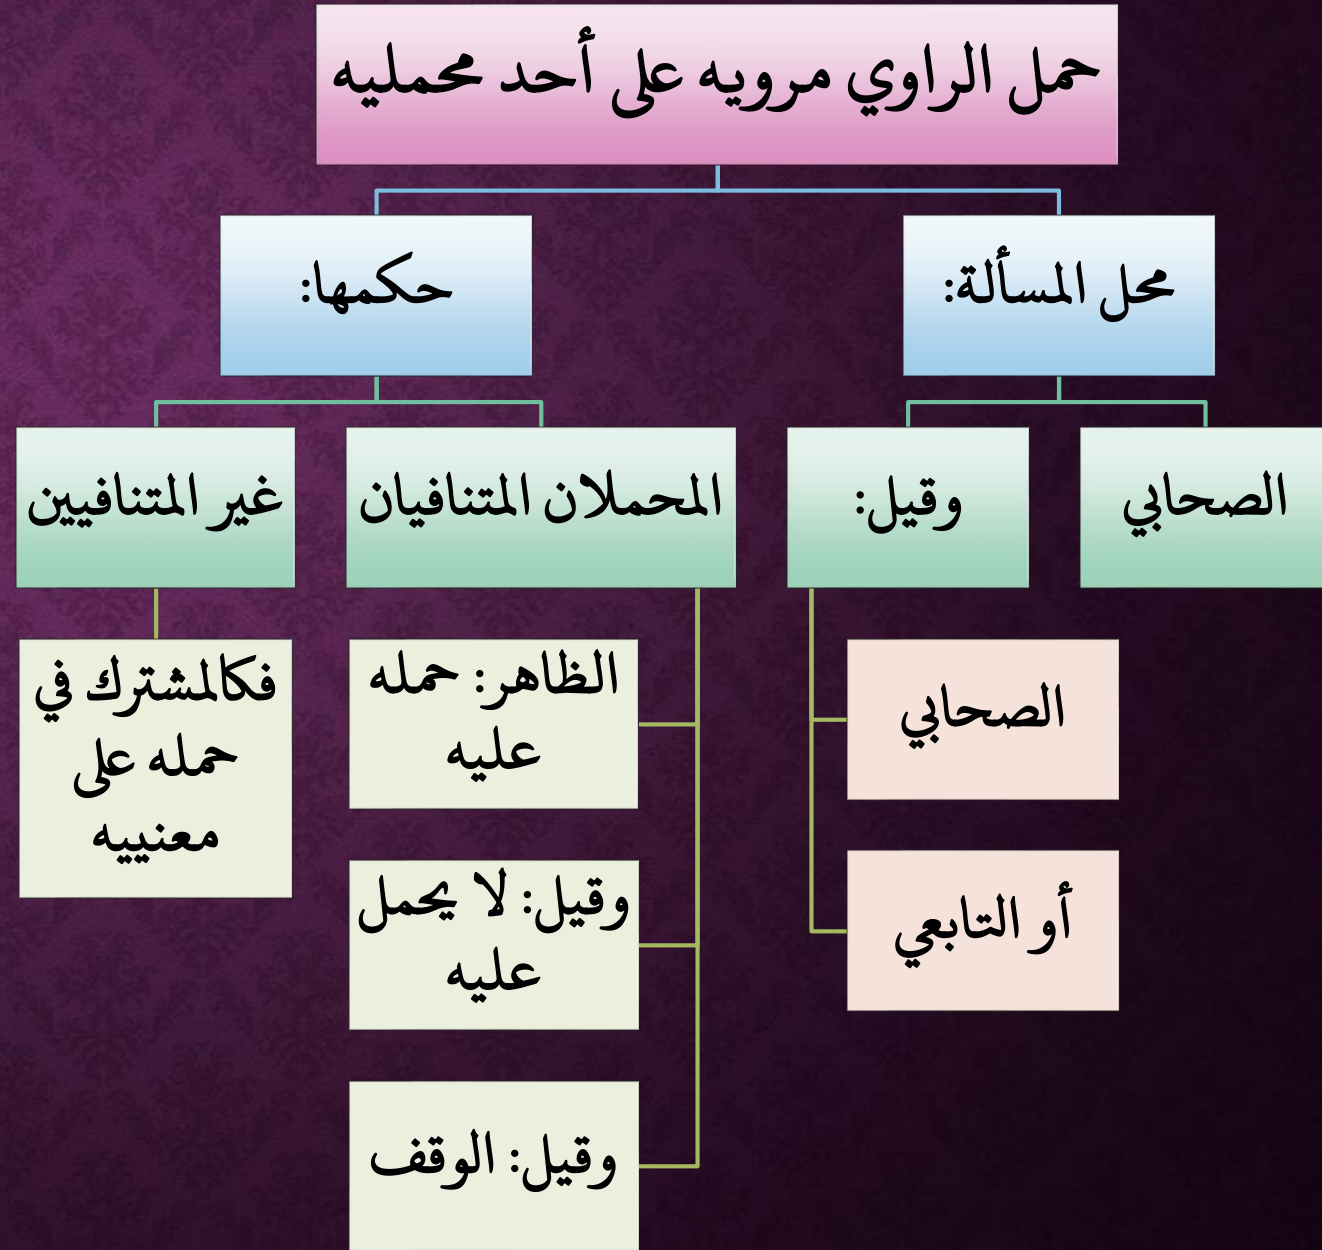 حمل الراوي مرويه على أحد محمليه
محل المسألة:
الصحابي
وقيل:
الصحابي
أو التابعي
حكمها:
المحملان المتنافيان
الظاهر: حمله
عليه
وقيل: لا يحمل
عليه
وقيل: الوقف
غير المتنافيين
فكالمشترك في
حمله على
معنييه